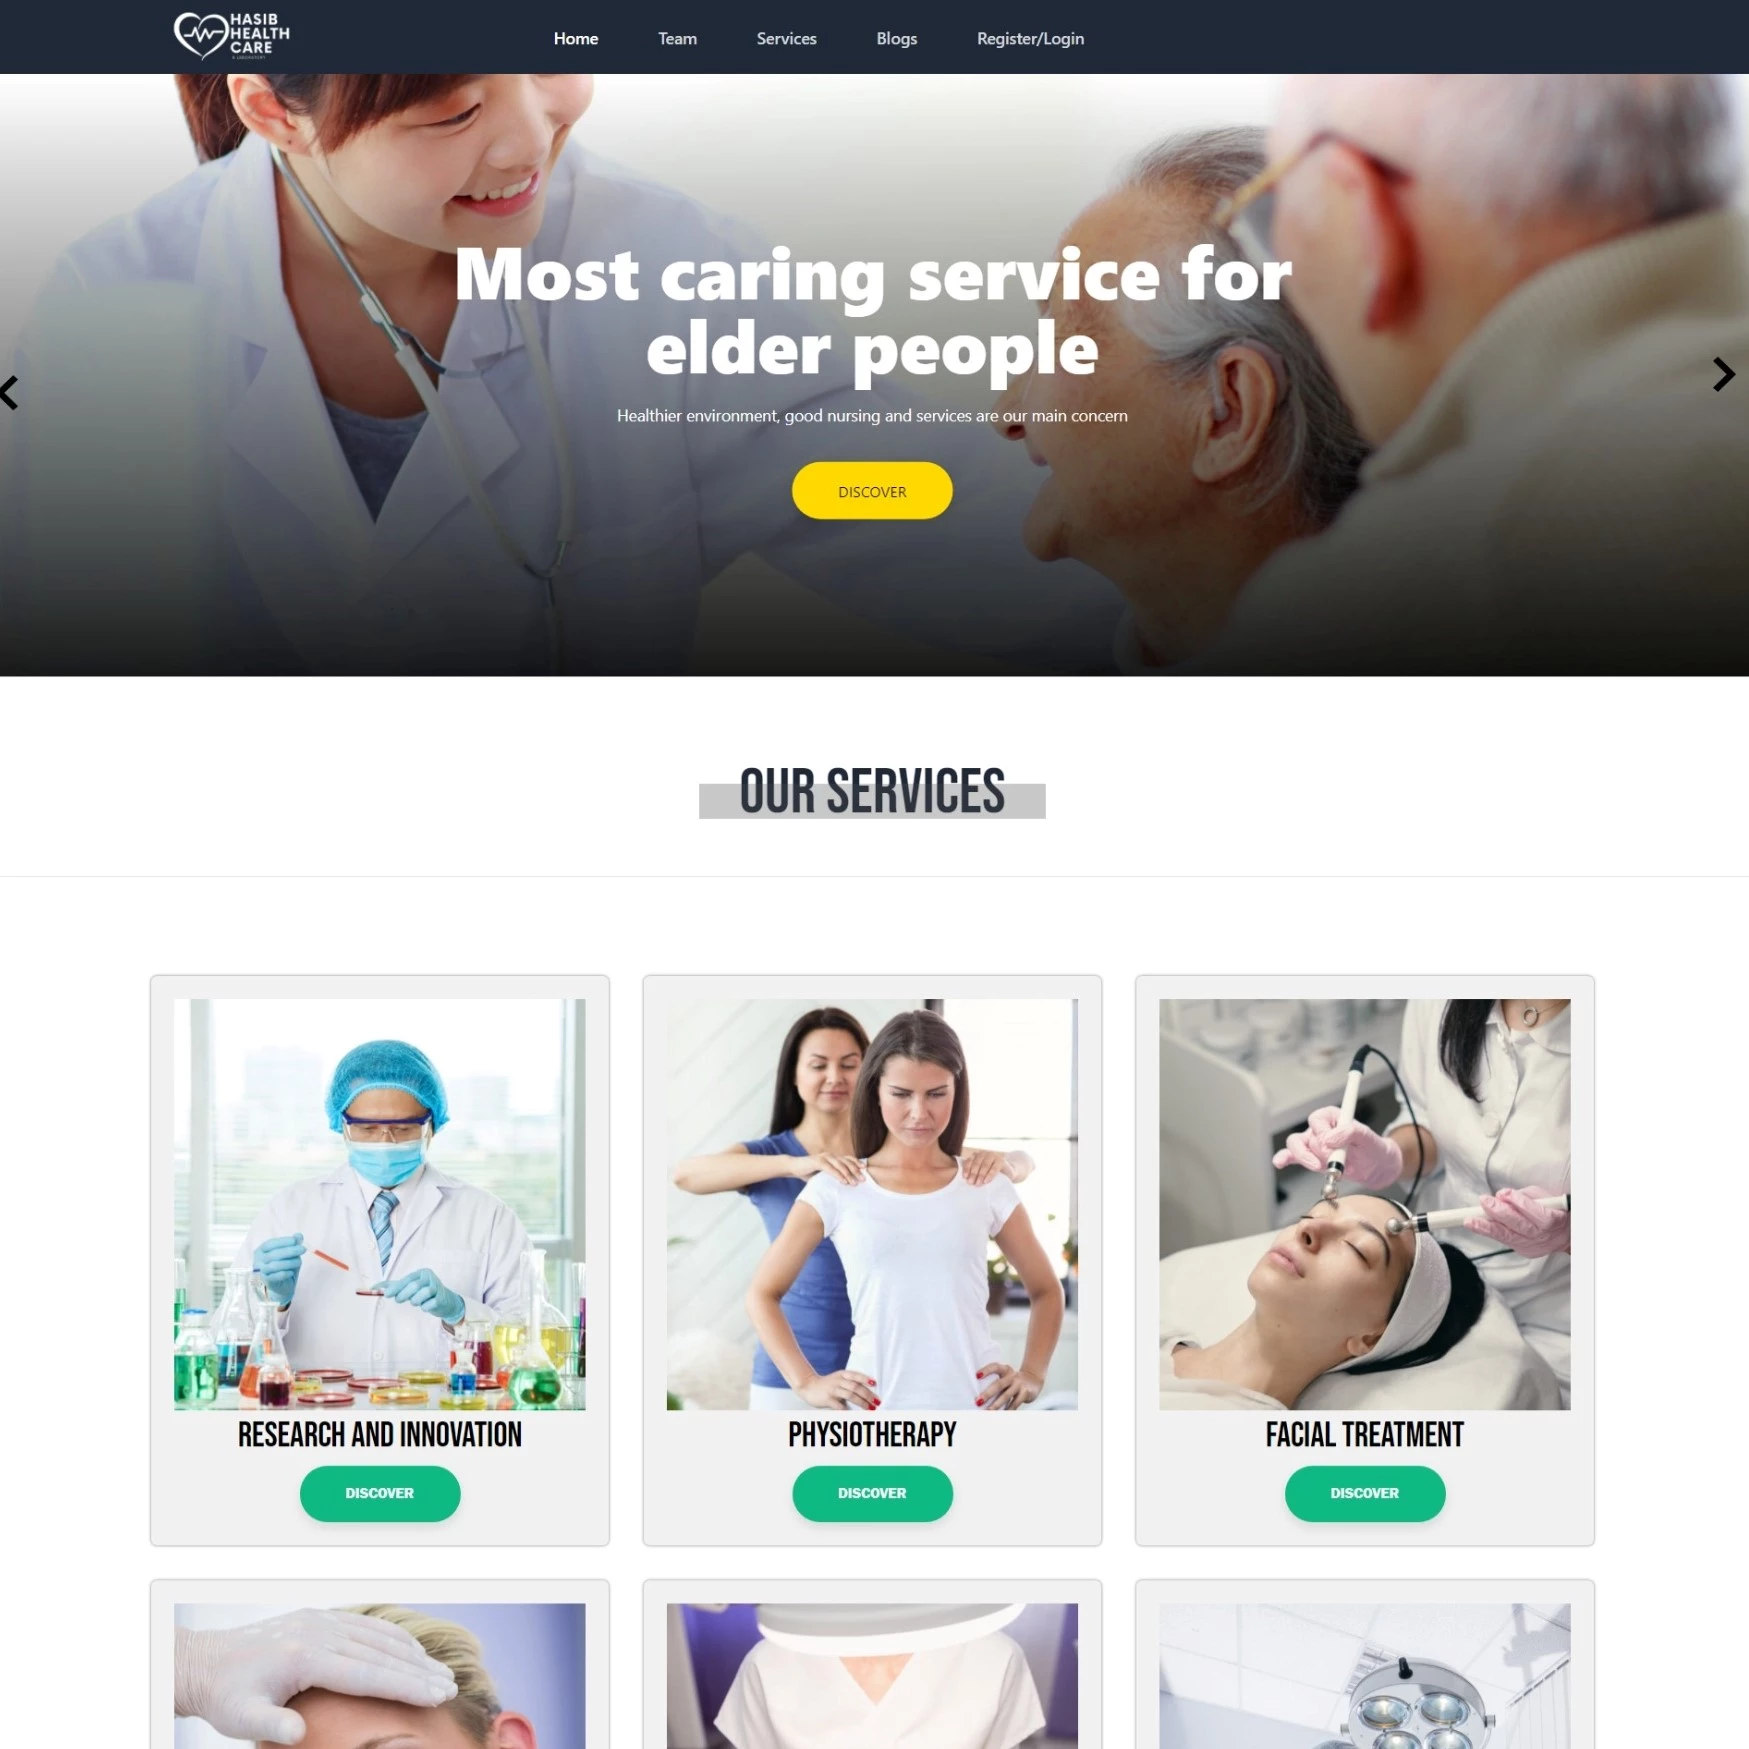 HASIB
HEALTH
CARE
& LABORATORY
Home
Team
Services
Blogs
Register/Login
Most caring service for
elder people
Healthier environment, good nursing and services are our main concern
DISCOVER
OUR SERVICES
RESEARCH AND INNOVATION
DISCOVER
PHYSIOTHERAPY
DISCOVER
FACIAL TREATMENT
DISCOVER